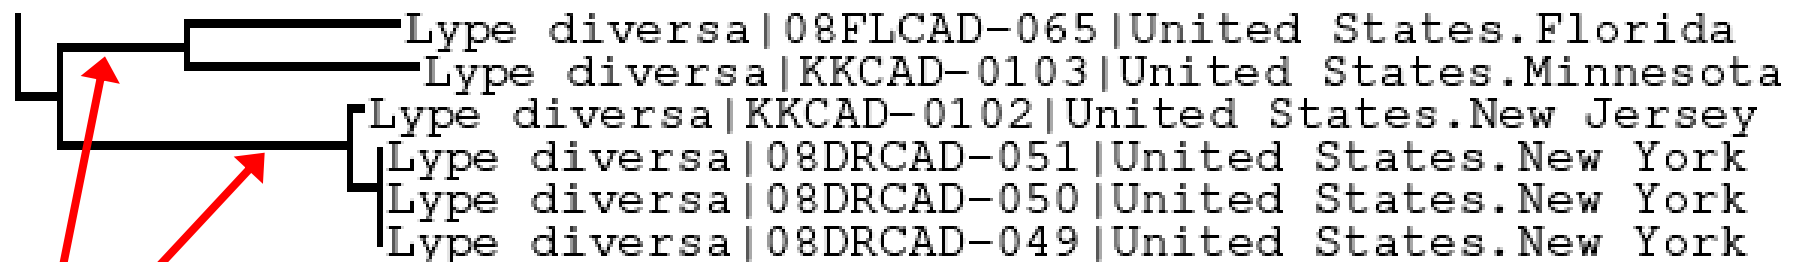 Lype diversa|08FLCAD-065|United States.Florida
Lype diversa|KKCAD-0103|United States.Minnesota
Lype diversa|KKCAD-0102|United States.New Jersey
Lype diversa|08DRCAD-051|United States.New York
Lype diversa|08DRCAD-050|United States.New York
Lype diversa|08DRCAD-049|United States.New York